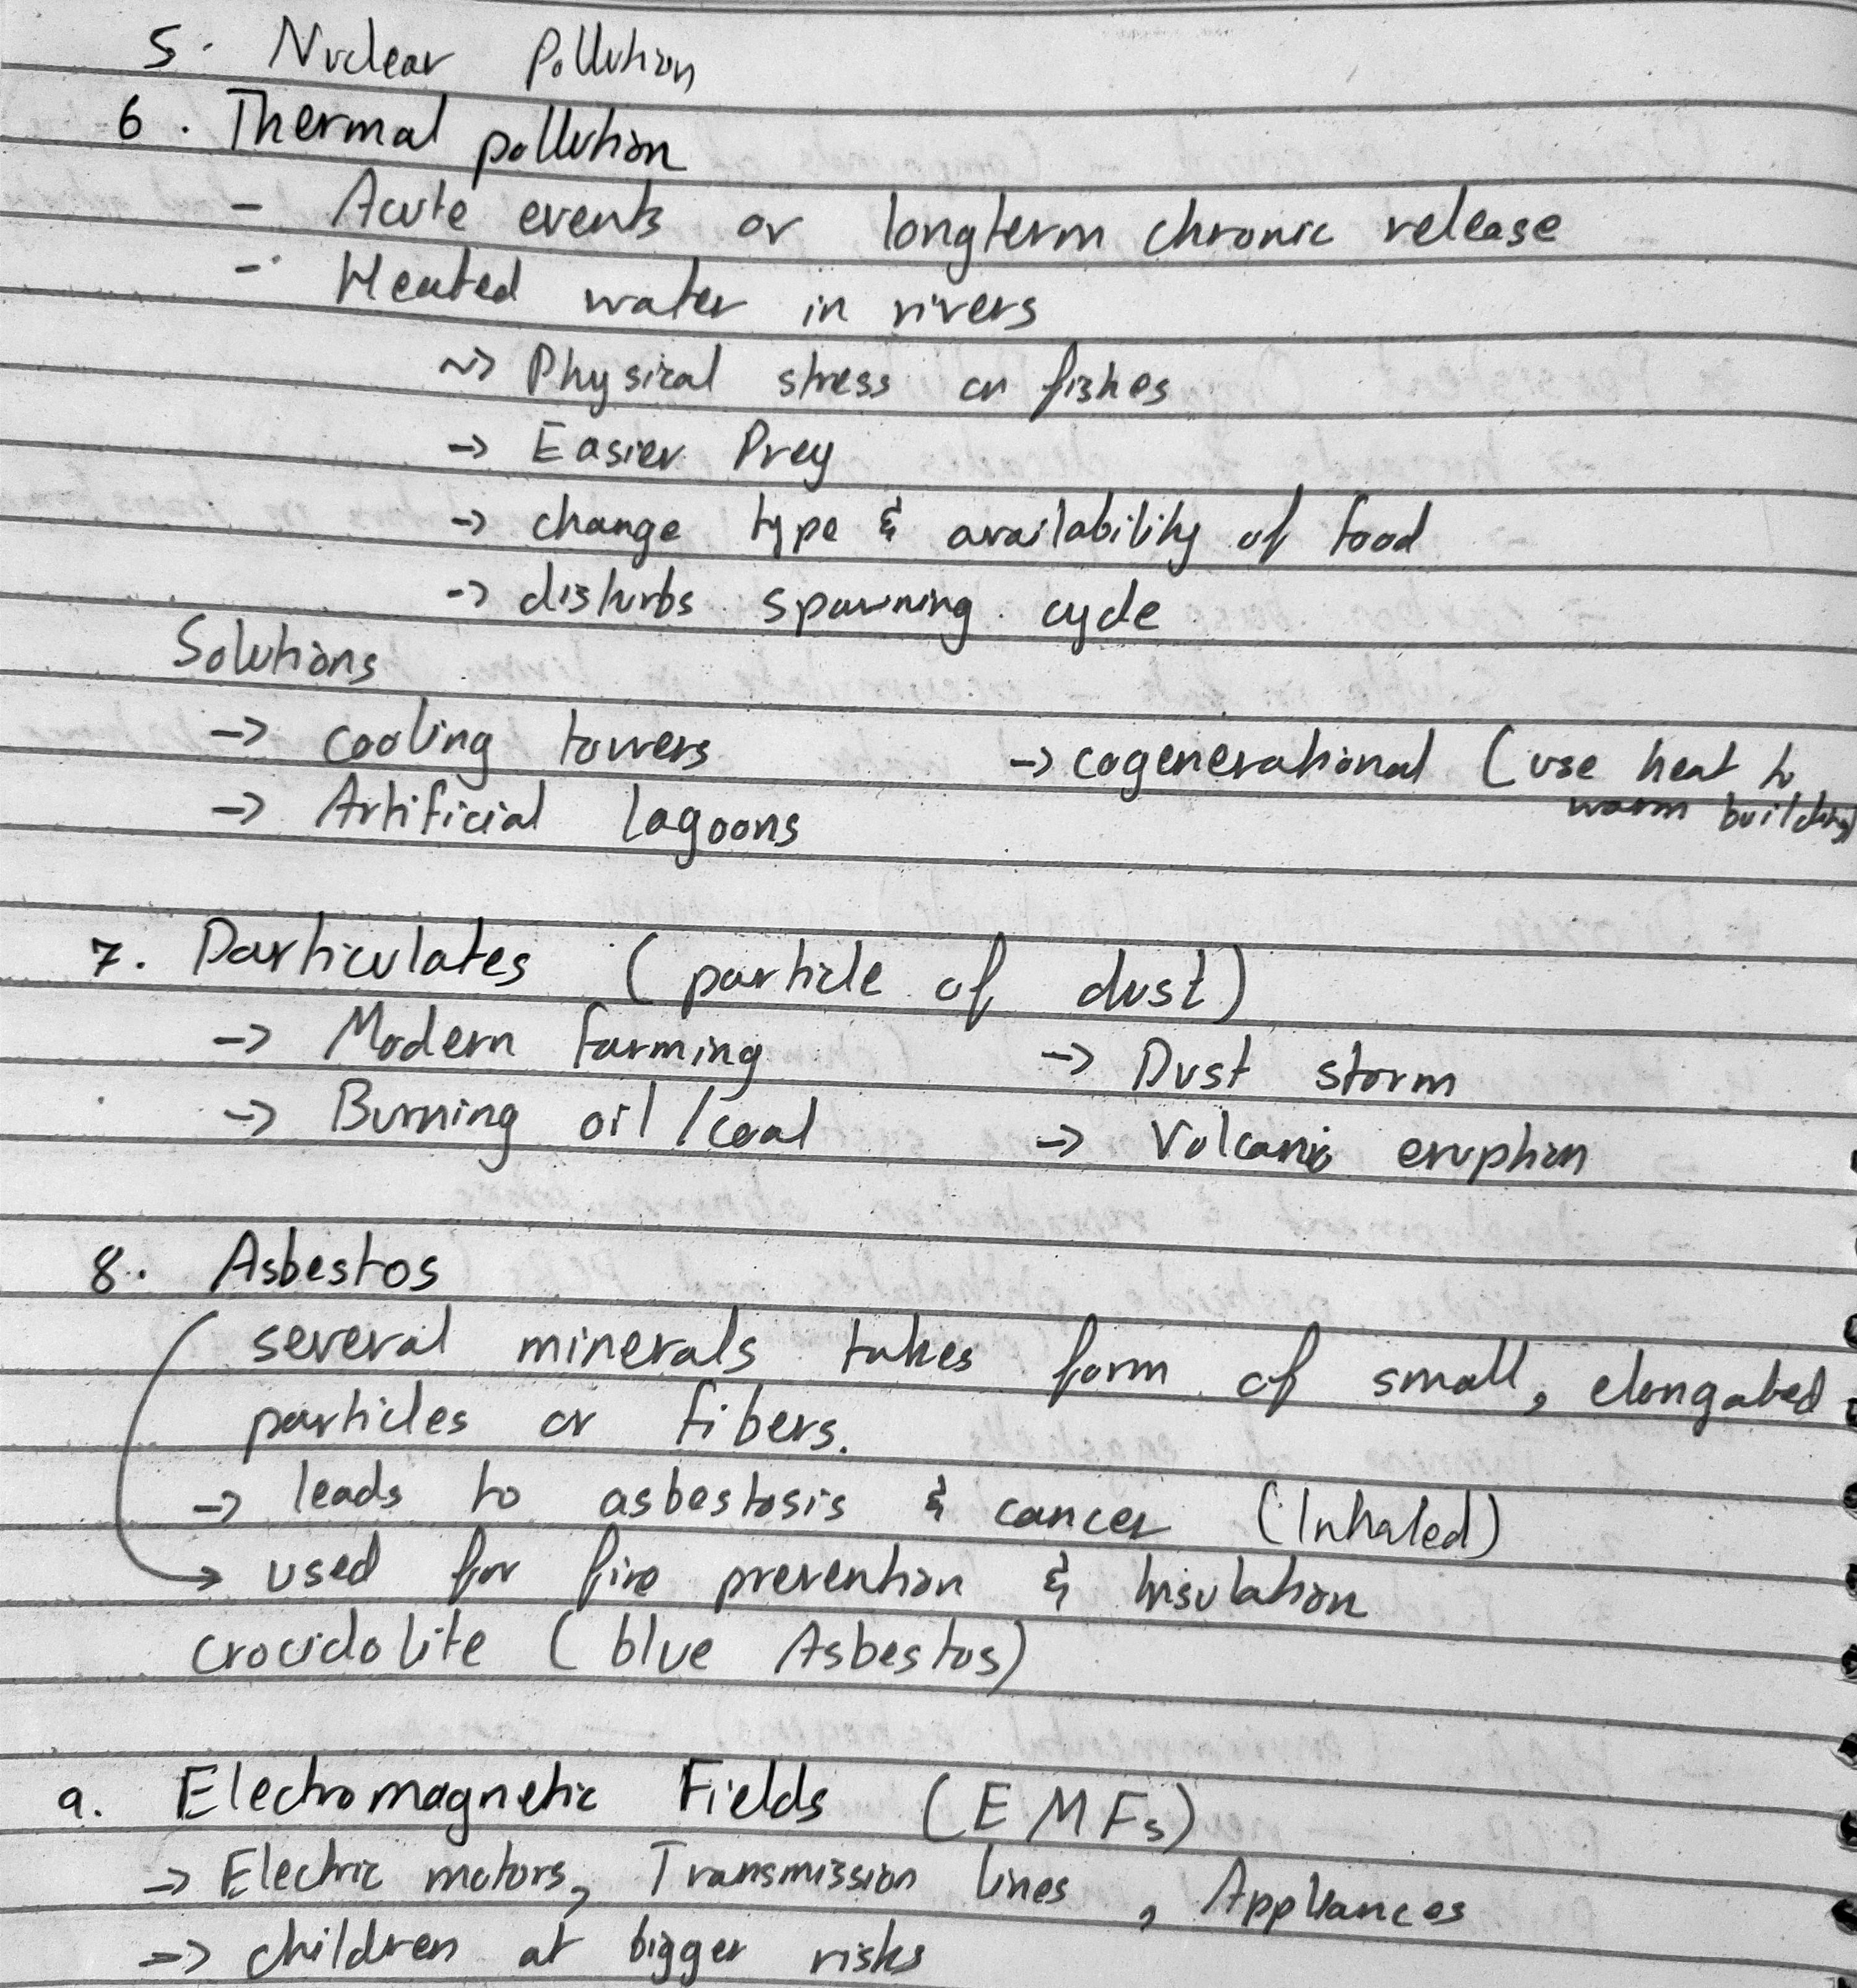 5. Nuclear Pollution
6. Thermal pollution
- Acute events or longterm chronic release
- Heated water in rivers
~> Physical stress on fishes
-> Easier Prey
-> change type & availability of food
-> disturbs spawning cycle
Solutions
-> cooling towers -> cogenerational (use heat to
warm building)
-> Artificial lagoons
7. Particulates (particle of dust)
-> Modern farming -> Dust storm
-> Burning oil/coal -> Volcanic eruption
8. Asbestos
several minerals takes form of small, elongated
particles or fibers.
-> leads to asbestosis & cancer (Inhaled)
-> used for fire prevention & Insulation
crocidolite (blue Asbestos)
9. Electromagnetic Fields (EMFs)
-> Electric motors, Transmission lines, Appliances
-> children at bigger risks